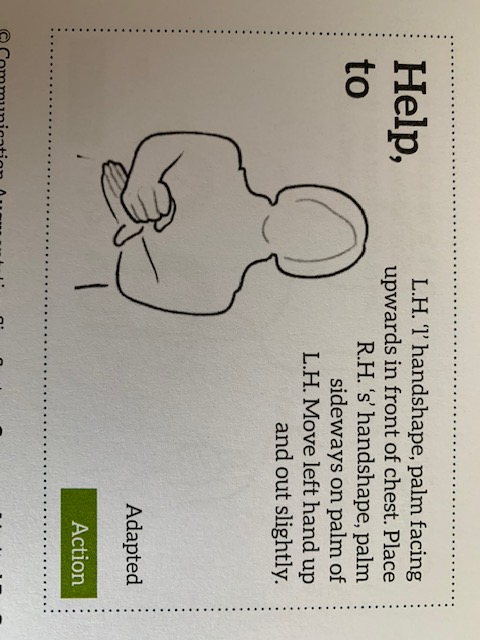 Help,
to
L.H. 'l' handshape, palm facing
upwards in front of chest. Place
R.H. 's' handshape, palm
sideways on palm of
L.H. Move left hand up
and out slightly.
Adapted
Action
© Communication